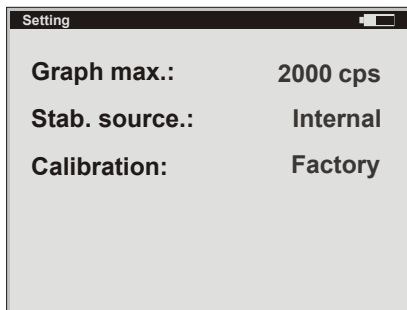 Setting
Graph max.: 2000 cps
Stab. source.: Internal
Calibration: Factory